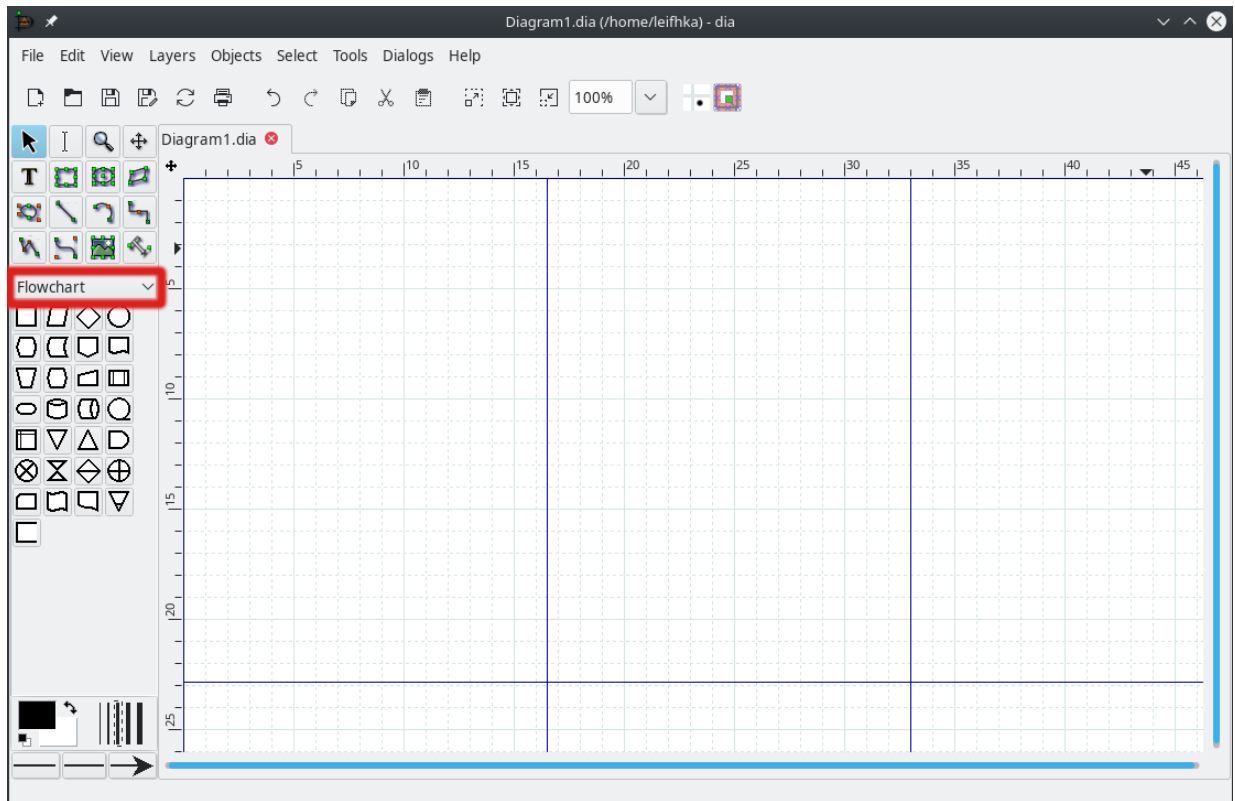 Diagram1.dia (/home/leifhka) - dia
File Edit View Layers Objects Select Tools Dialogs Help
100%
Diagram1.dia
T
5 10 15 20 25 30 35 40 45
Flowchart
5
10
15
20
25